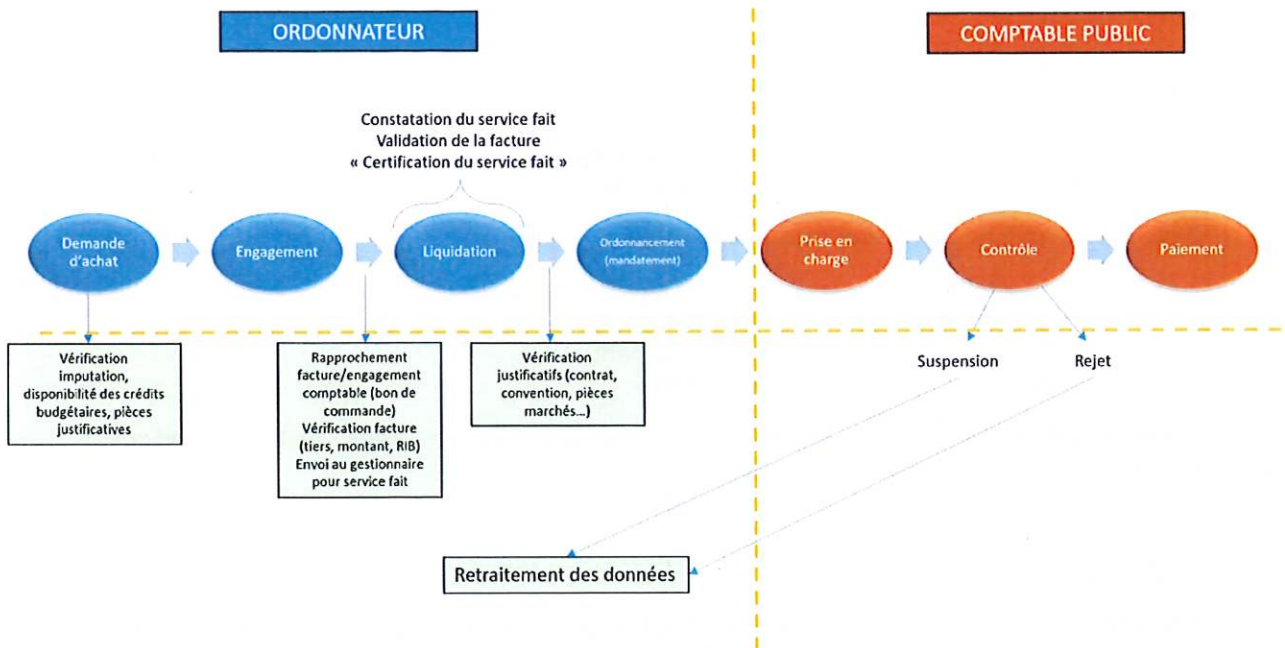 ORDONNATEUR
COMPTABLE PUBLIC
Constatation du service fait
Validation de la facture
« Certification du service fait »
Demande
d'achat
Engagement
Liquidation
Ordonnancement
(mandatement)
Prise en
charge
Contrôle
Paiement
Vérification
imputation,
disponibilité des crédits
budgétaires, pièces
justificatives
Rapprochement
facture/engagement
comptable (bon de
commande)
Vérification facture
(tiers, montant, RIB)
Envoi au gestionnaire
pour service fait
Vérification
justificatifs (contrat,
convention, pièces
marchés...)
Suspension
Rejet
Retraitement des données